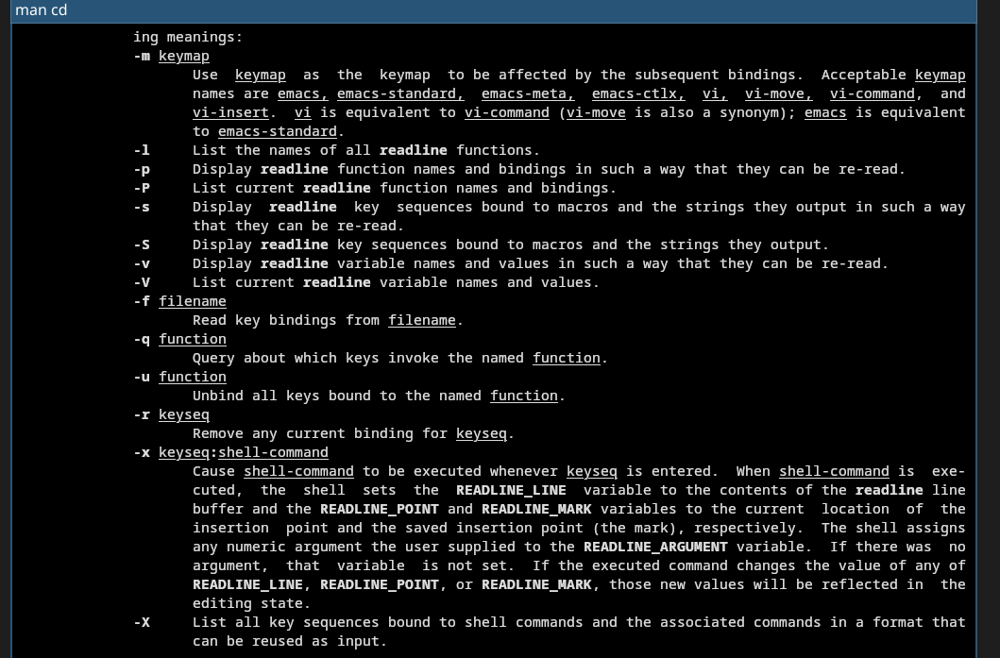 man cd
ing meanings:
-m keymap
Use keymap as the keymap to be affected by the subsequent bindings. Acceptable keymap
names are emacs, emacs-standard, emacs-meta, emacs-ctlx, vi, vi-move, vi-command, and
vi-insert. vi is equivalent to vi-command (vi-move is also a synonym); emacs is equivalent
to emacs-standard.
-l List the names of all readline functions.
-p Display readline function names and bindings in such a way that they can be re-read.
-P List current readline function names and bindings.
-s Display readline key sequences bound to macros and the strings they output in such a way
that they can be re-read.
-S Display readline key sequences bound to macros and the strings they output.
-v Display readline variable names and values in such a way that they can be re-read.
-V List current readline variable names and values.
-f filename
Read key bindings from filename.
-q function
Query about which keys invoke the named function.
-u function
Unbind all keys bound to the named function.
-r keyseq
Remove any current binding for keyseq.
-x keyseq:shell-command
Cause shell-command to be executed whenever keyseq is entered. When shell-command is exe-
cuted, the shell sets the READLINE_LINE variable to the contents of the readline line
buffer and the READLINE_POINT and READLINE_MARK variables to the current location of the
insertion point and the saved insertion point (the mark), respectively. The shell assigns
any numeric argument the user supplied to the READLINE_ARGUMENT variable. If there was no
argument, that variable is not set. If the executed command changes the value of any of
READLINE_LINE, READLINE_POINT, or READLINE_MARK, those new values will be reflected in the
editing state.
-X List all key sequences bound to shell commands and the associated commands in a format that
can be reused as input.